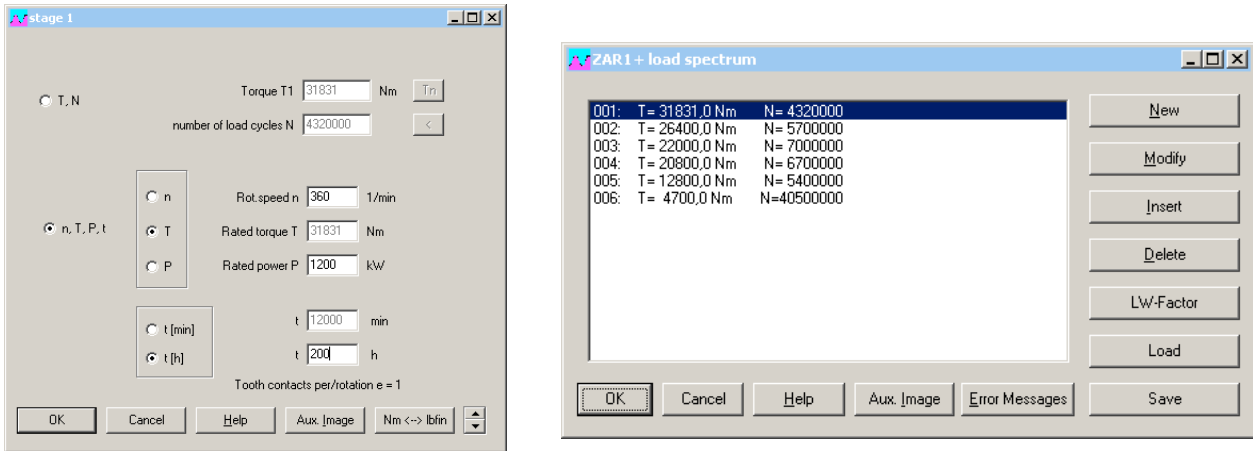 stage 1
Torque T1 31831 Nm Tn
T, N
number of load cycles N 4320000 <
n Rot.speed n 360 1/min
n, T, P, t T Rated torque T 31831 Nm
P Rated power P 1200 kW
t [min] t 12000 min
t [h] t 200 h
Tooth contacts per/rotation e = 1
OK Cancel Help Aux. Image Nm <--> lbfin
ZAR1+ load spectrum
001: T= 31831,0 Nm N= 4320000
002: T= 26400,0 Nm N= 5700000
003: T= 22000,0 Nm N= 7000000
004: T= 20800,0 Nm N= 6700000
005: T= 12800,0 Nm N= 5400000
006: T= 4700,0 Nm N=40500000
New
Modify
Insert
Delete
LW-Factor
Load
OK Cancel Help Aux. Image Error Messages Save